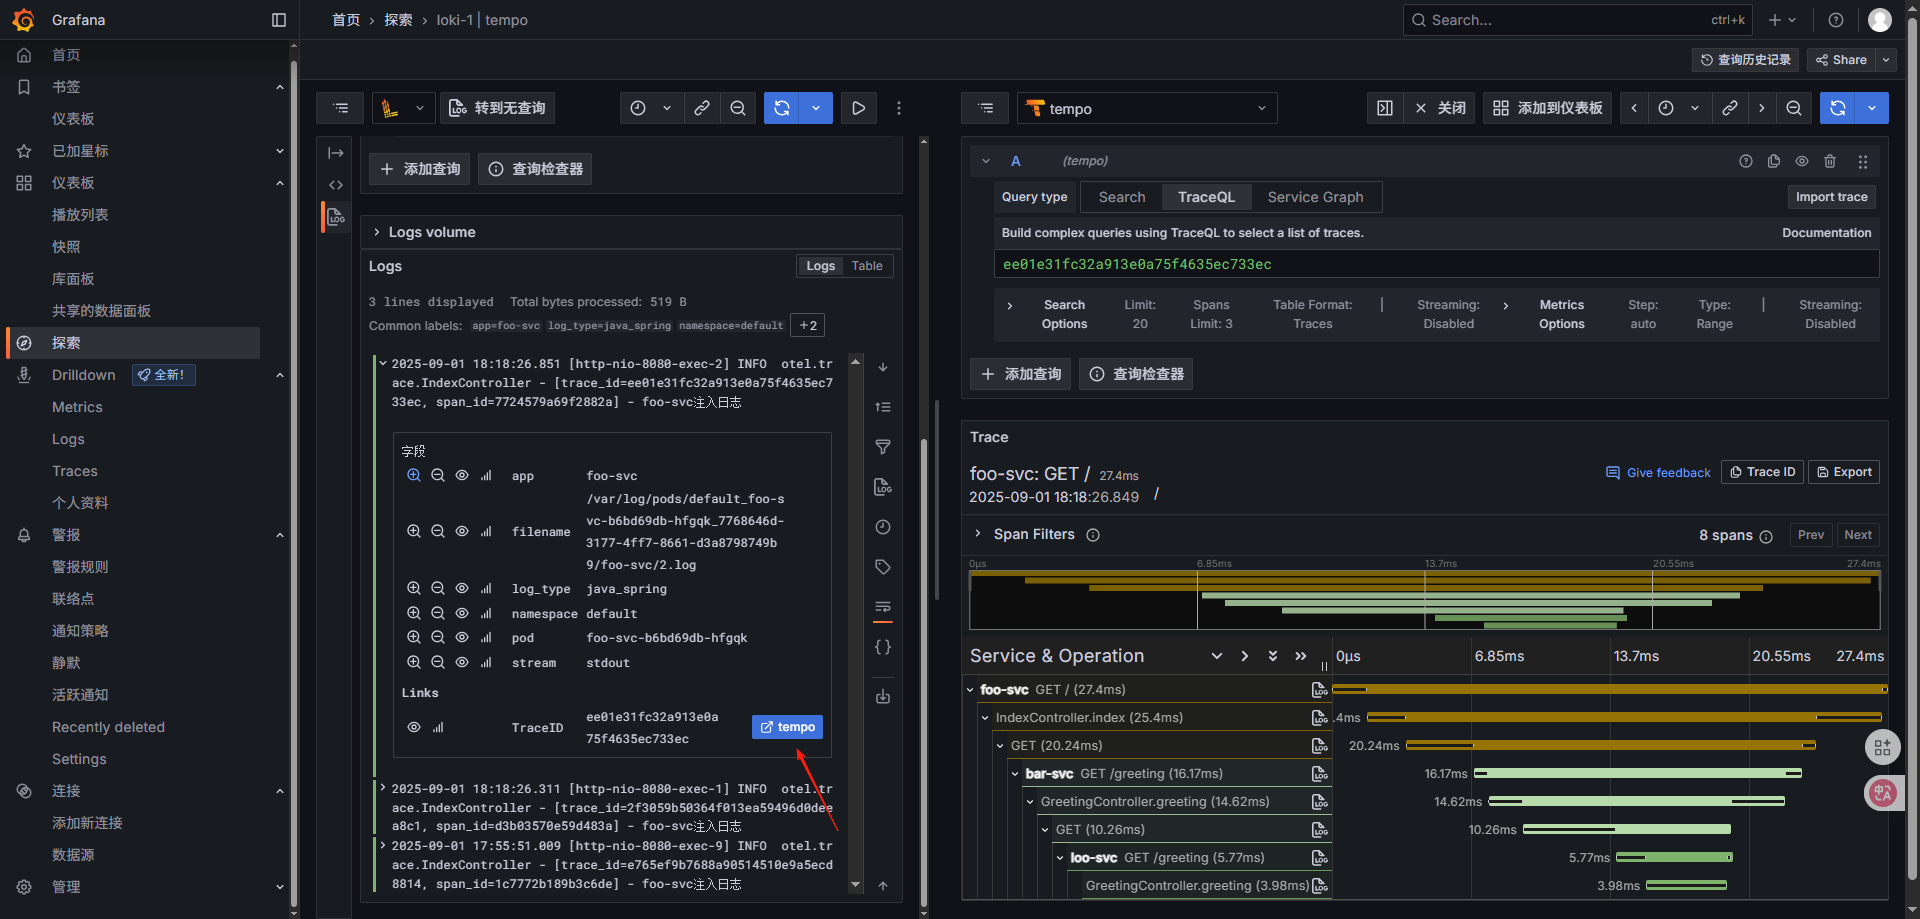 Grafana
首页 › 探索 › loki-1 | tempo
Search...
ctrl+k
首页
书签
仪表板
已加星标
仪表板
播放列表
快照
库面板
共享的数据面板
探索
Drilldown 全新!
Metrics
Logs
Traces
个人资料
警报
警报规则
联络点
通知策略
静默
活跃通知
Recently deleted
Settings
连接
添加新连接
数据源
管理
查询历史记录
Share
转到无查询
添加查询
查询检查器
Logs volume
Logs
Logs
Table
3 lines displayed Total bytes processed: 519 B
Common labels: app=foo-svc log_type=java_spring namespace=default +2
2025-09-01 18:18:26.851 [http-nio-8080-exec-2] INFO otel.tr
ace.IndexController - [trace_id=ee01e31fc32a913e0a75f4635ec7
33ec, span_id=7724579a69f2882a] - foo-svc注入日志
字段
app foo-svc
/var/log/pods/default_foo-s
vc-b6bd69db-hfgqk_7768646d-
filename
3177-4ff7-8661-d3a8798749b
9/foo-svc/2.log
log_type java_spring
namespace default
pod foo-svc-b6bd69db-hfgqk
stream stdout
Links
TraceID
ee01e31fc32a913e0a
75f4635ec733ec
tempo
2025-09-01 18:18:26.311 [http-nio-8080-exec-1] INFO otel.tr
ace.IndexController - [trace_id=2f3059b50364f013ea59496d0dee
a8c1, span_id=d3b03570e59d483a] - foo-svc注入日志
2025-09-01 17:55:51.009 [http-nio-8080-exec-9] INFO otel.tr
ace.IndexController - [trace_id=e765ef9b7688a90514510e9a5ecd
8814, span_id=1c7772b189b3c6de] - foo-svc注入日志
tempo
关闭
添加到仪表板
A (tempo)
Query type Search TraceQL Service Graph
Import trace
Build complex queries using TraceQL to select a list of traces.
Documentation
ee01e31fc32a913e0a75f4635ec733ec
Search Options
Limit: 20
Spans Limit: 3
Table Format: Traces
|
Streaming: Disabled
Metrics Options
Step: auto
Type: Range
|
Streaming: Disabled
添加查询
查询检查器
Trace
foo-svc: GET / 27.4ms
2025-09-01 18:18:26.849 /
Give feedback
Trace ID
Export
Span Filters
8 spans
Prev
Next
0μs 6.85ms 13.7ms 20.55ms 27.4ms
Service & Operation
0μs 6.85ms 13.7ms 20.55ms 27.4ms
foo-svc GET / (27.4ms)
IndexController.index (25.4ms) .4ms
GET (20.24ms) 20.24ms
bar-svc GET /greeting (16.17ms) 16.17ms
GreetingController.greeting (14.62ms) 14.62ms
GET (10.26ms) 10.26ms
loo-svc GET /greeting (5.77ms) 5.77ms
GreetingController.greeting (3.98ms) 3.98ms